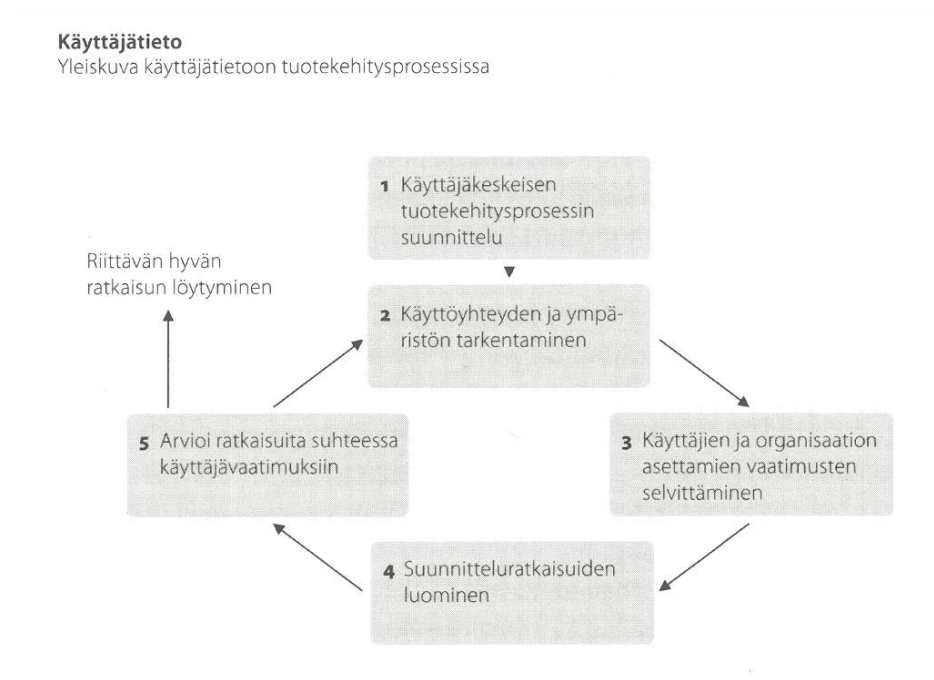 Käyttäjätieto
Yleiskuva käyttäjätietoon tuotekehitysprosessissa
1 Käyttäjäkeskeisen
tuotekehitysprosessin
suunnittelu
Riittävän hyvän
ratkaisun löytyminen
2 Käyttöyhteyden ja ympä-
ristön tarkentaminen
5 Arvioi ratkaisuita suhteessa
käyttäjävaatimuksiin
3 Käyttäjien ja organisaation
asettamien vaatimusten
selvittäminen
4 Suunnitteluratkaisuiden
luominen